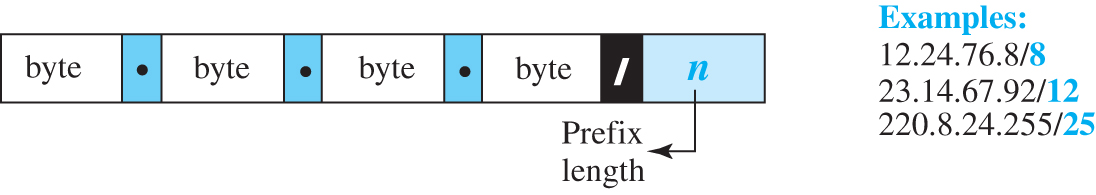 byte • byte • byte • byte / n
Prefix
length
Examples:
12.24.76.8/8
23.14.67.92/12
220.8.24.255/25